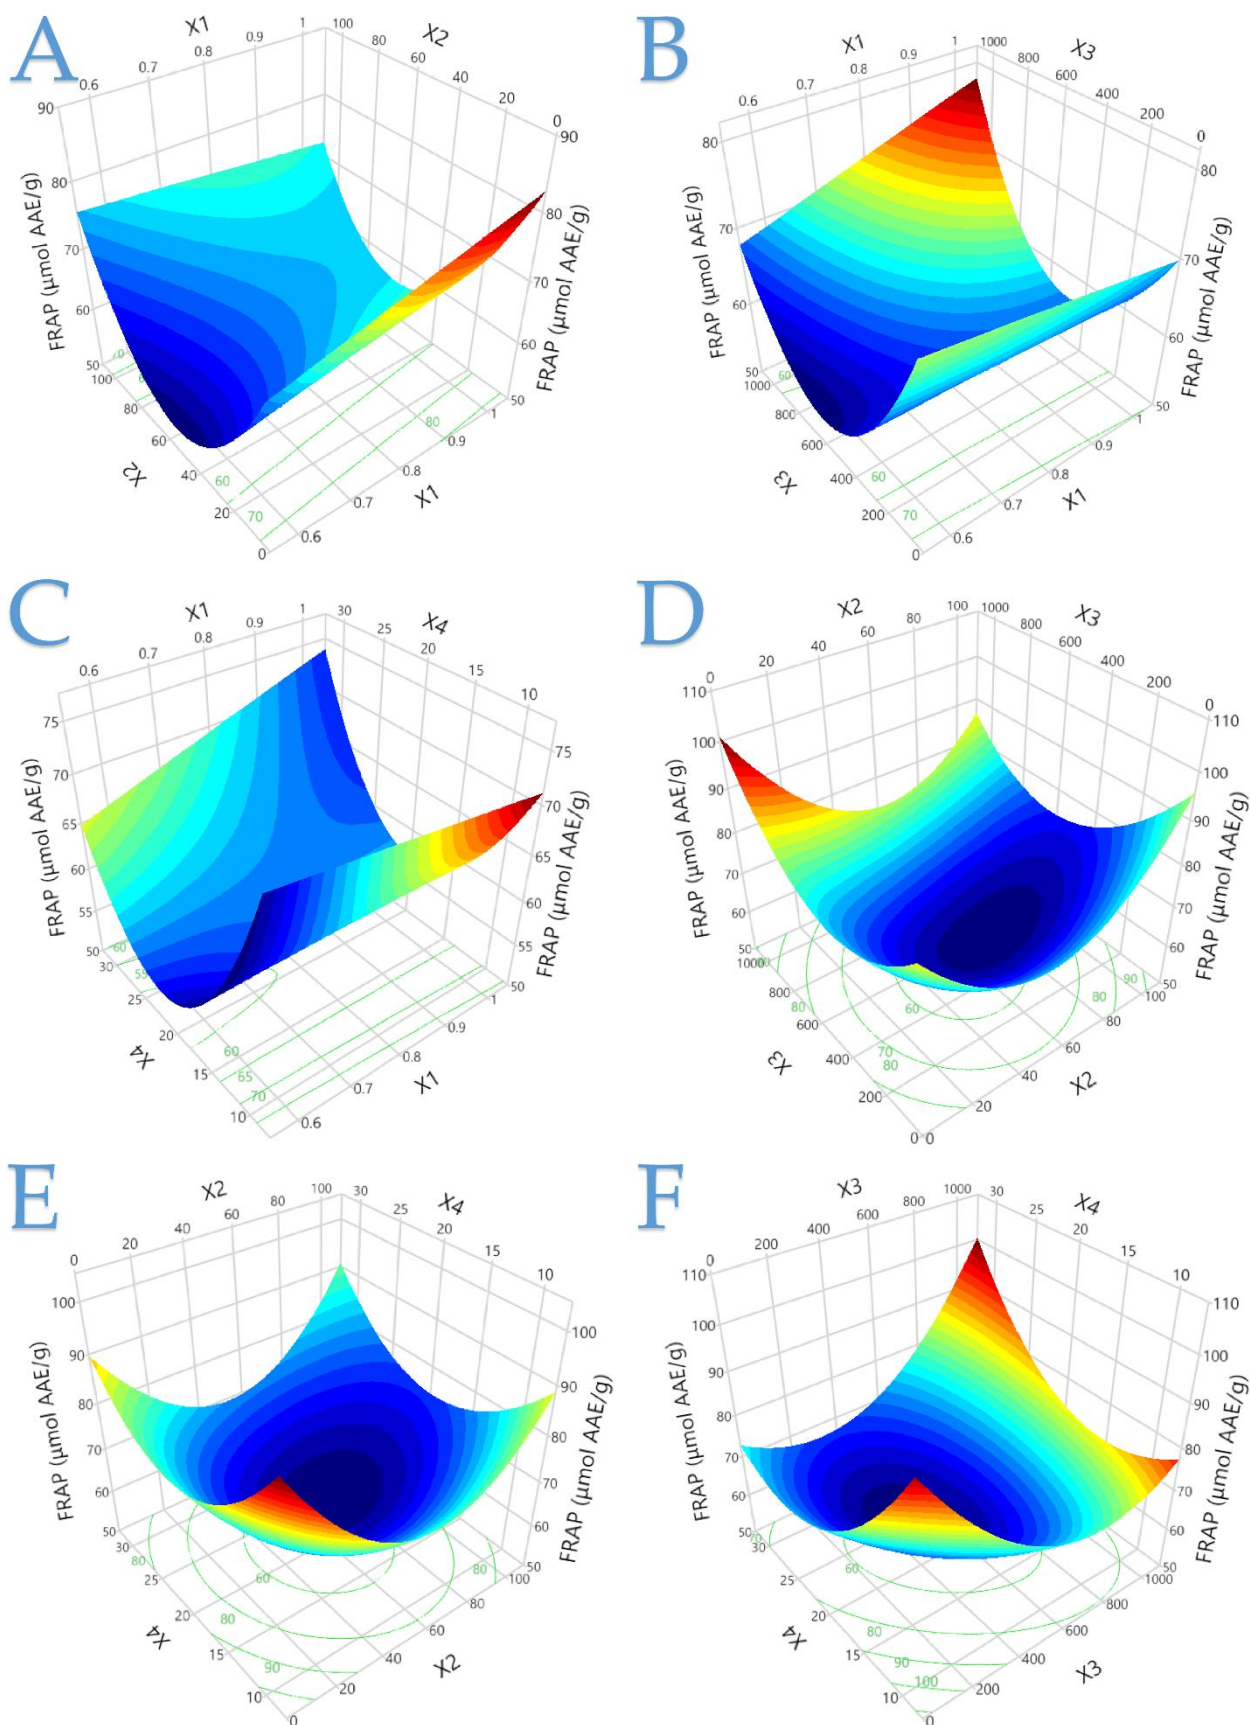 A
X1
X2
0.6 0.7 0.8 0.9 1 100 80 60 40 20 0
90 80 70 60 50
FRAP (µmol AAE/g)
90 80 70 60 50
FRAP (µmol AAE/g)
100 80 60 40 20 0
X2
0.6 0.7 0.8 0.9 1
X1
60 70 80
B
X1
X3
0.6 0.7 0.8 0.9 1 1000 800 600 400 200 0
80 70 60 50
FRAP (µmol AAE/g)
80 70 60 50
FRAP (µmol AAE/g)
1000 800 600 400 200 0
X3
0.6 0.7 0.8 0.9 1
X1
60 60 70
C
X1
X4
0.6 0.7 0.8 0.9 1 30 25 20 15 10
75 70 65 60 55 50
FRAP (µmol AAE/g)
75 70 65 60 55 50
FRAP (µmol AAE/g)
30 25 20 15 10
X4
0.6 0.7 0.8 0.9 1
X1
60 55 60 65 70
D
X2
X3
0 20 40 60 80 100 1000 800 600 400 200 0
110 100 90 80 70 60 50
FRAP (µmol AAE/g)
110 100 90 80 70 60 50
FRAP (µmol AAE/g)
1000 800 600 400 200 0
X3
0 20 40 60 80 100
X2
60 70 80 80 90
E
X2
X4
0 20 40 60 80 100 30 25 20 15 10
100 90 80 70 60 50
FRAP (µmol AAE/g)
100 90 80 70 60 50
FRAP (µmol AAE/g)
30 25 20 15 10
X4
0 20 40 60 80 100
X2
80 60 80 80 90
F
X3
X4
0 200 400 600 800 1000 30 25 20 15 10
110 100 90 80 70 60 50
FRAP (µmol AAE/g)
110 100 90 80 70 60 50
FRAP (µmol AAE/g)
30 25 20 15 10
X4
0 200 400 600 800 1000
X3
70 60 80 90 100